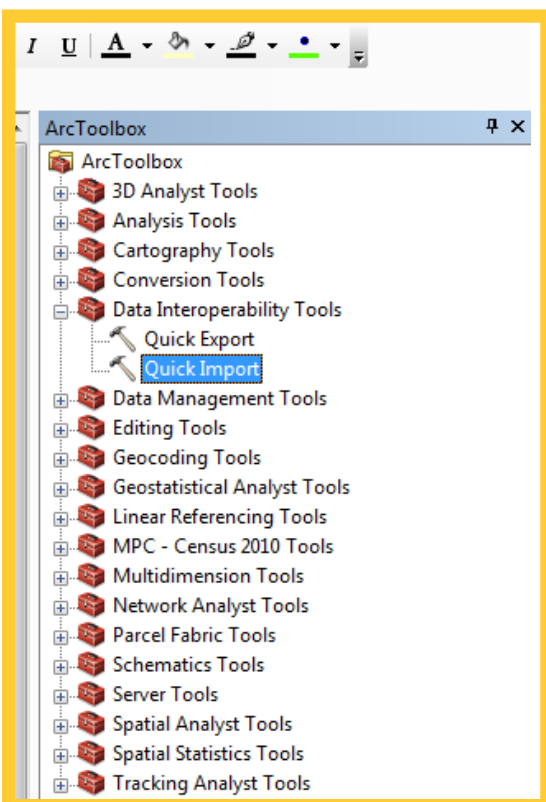 I U A
ArcToolbox
ArcToolbox
3D Analyst Tools
Analysis Tools
Cartography Tools
Conversion Tools
Data Interoperability Tools
Quick Export
Quick Import
Data Management Tools
Editing Tools
Geocoding Tools
Geostatistical Analyst Tools
Linear Referencing Tools
MPC - Census 2010 Tools
Multidimension Tools
Network Analyst Tools
Parcel Fabric Tools
Schematics Tools
Server Tools
Spatial Analyst Tools
Spatial Statistics Tools
Tracking Analyst Tools